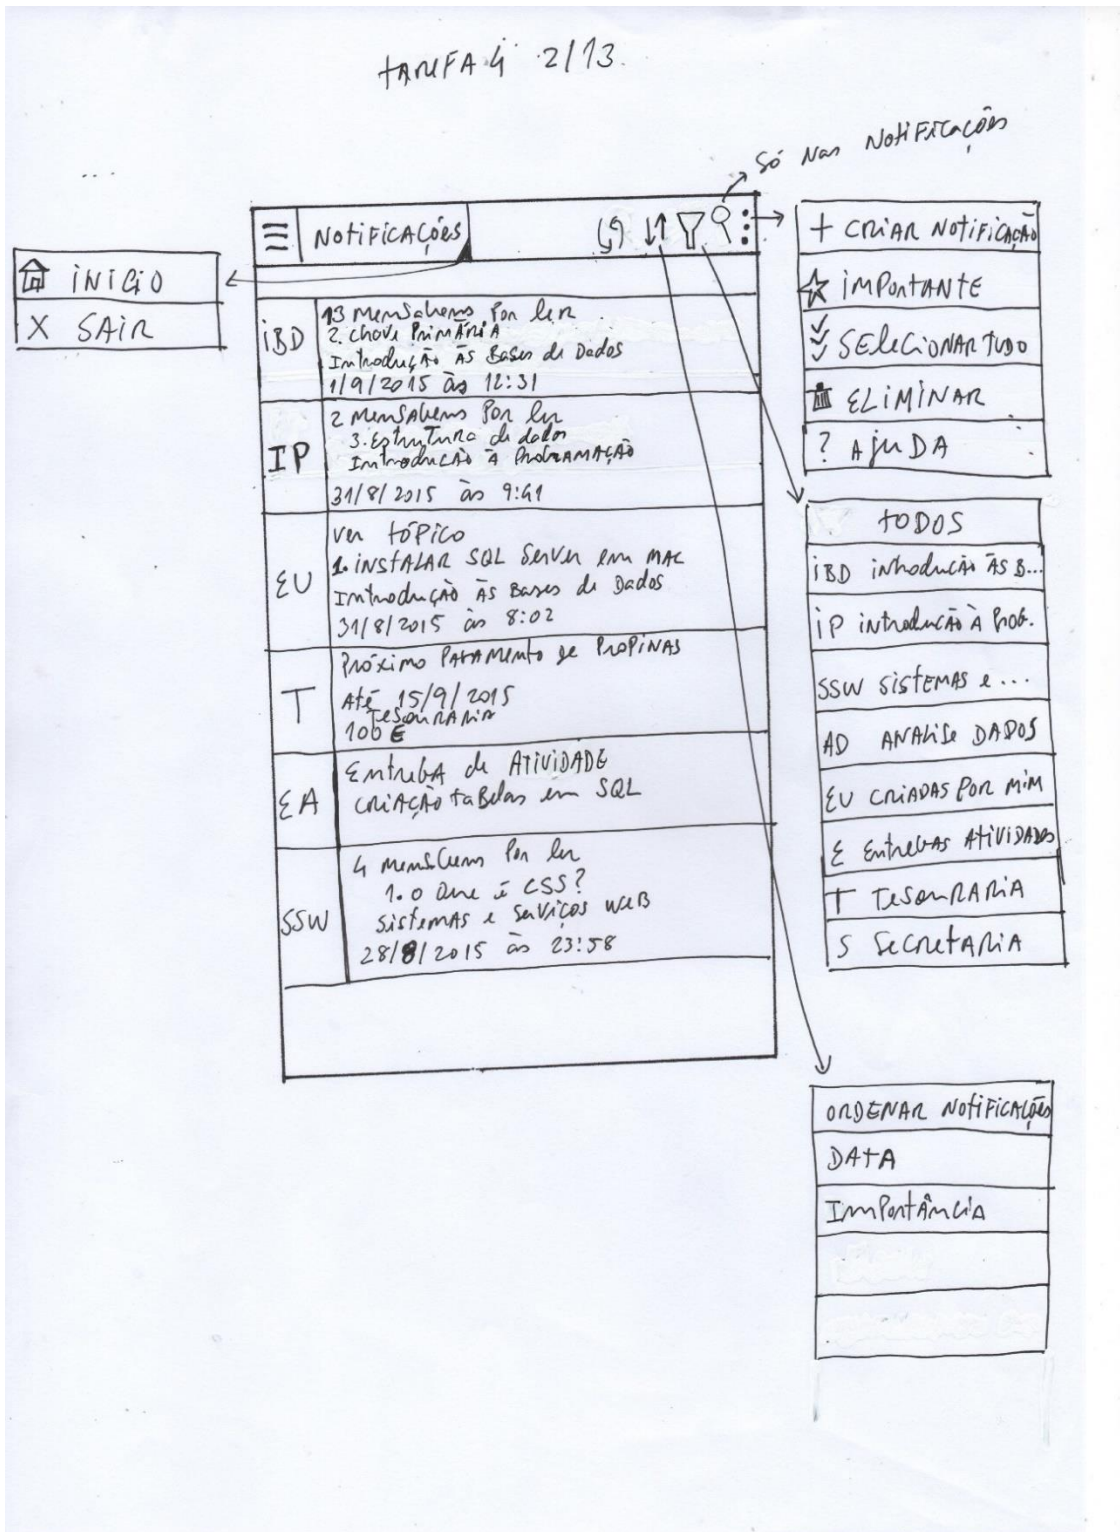 TAREFA 4 2/13.
...
Só nas Notificações
Notificações
INICIO
X SAIR
IBD
13 mensagens por ler
2. chave primária
Introdução às Bases de Dados
1/9/2015 às 12:31
IP
2 mensagens por ler
3. Estrutura de dados
Introdução à Programação
31/8/2015 às 9:41
EU
ver tópico
1. instalar SQL Server em MAC
Introdução às Bases de Dados
31/8/2015 às 8:02
T
Próximo Pagamento de Propinas
Até 15/9/2015
Tesouraria
100 €
EA
Entrega de Atividade
criação tabelas em SQL
SSW
4 mensagens por ler
1. o que é CSS?
Sistemas e Serviços Web
28/8/2015 às 23:58
+ CRIAR NOTIFICAÇÃO
IMPORTANTE
SELECIONAR TUDO
ELIMINAR
? AJUDA
TODOS
IBD introdução às B...
IP introdução à Prog.
SSW Sistemas e ...
AD ANALISE DADOS
EU CRIADAS POR MIM
E Entregas Atividades
T Tesouraria
S Secretaria
ORDENAR NOTIFICAÇÕES
DATA
Importância